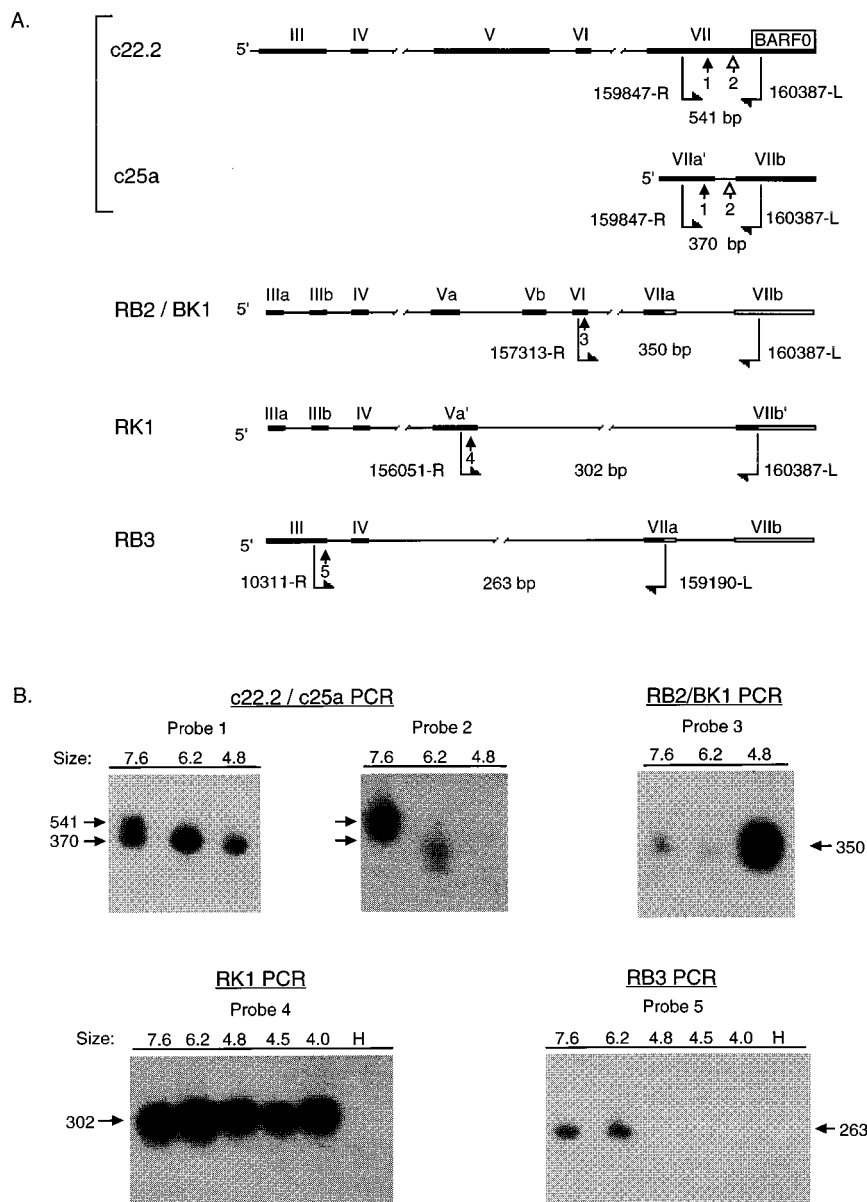 A.
III IV V VI VII BARF0
c22.2 5'
1 2
159847-R 160387-L
541 bp
VIIa' VIIb
c25a 5'
1 2
159847-R 160387-L
370 bp
IIIa IIIb IV Va Vb VI VIIa VIIb
RB2 / BK1 5'
3
157313-R 350 bp 160387-L
IIIa IIIb IV Va' VIIb'
RK1 5'
4
156051-R 302 bp 160387-L
III IV VIIa VIIb
RB3 5'
5
10311-R 263 bp 159190-L
B.
c22.2 / c25a PCR RB2/BK1 PCR
Probe 1 Probe 2 Probe 3
Size: 7.6 6.2 4.8 7.6 6.2 4.8 7.6 6.2 4.8
541
370 350
RK1 PCR RB3 PCR
Probe 4 Probe 5
Size: 7.6 6.2 4.8 4.5 4.0 H 7.6 6.2 4.8 4.5 4.0 H
302 263